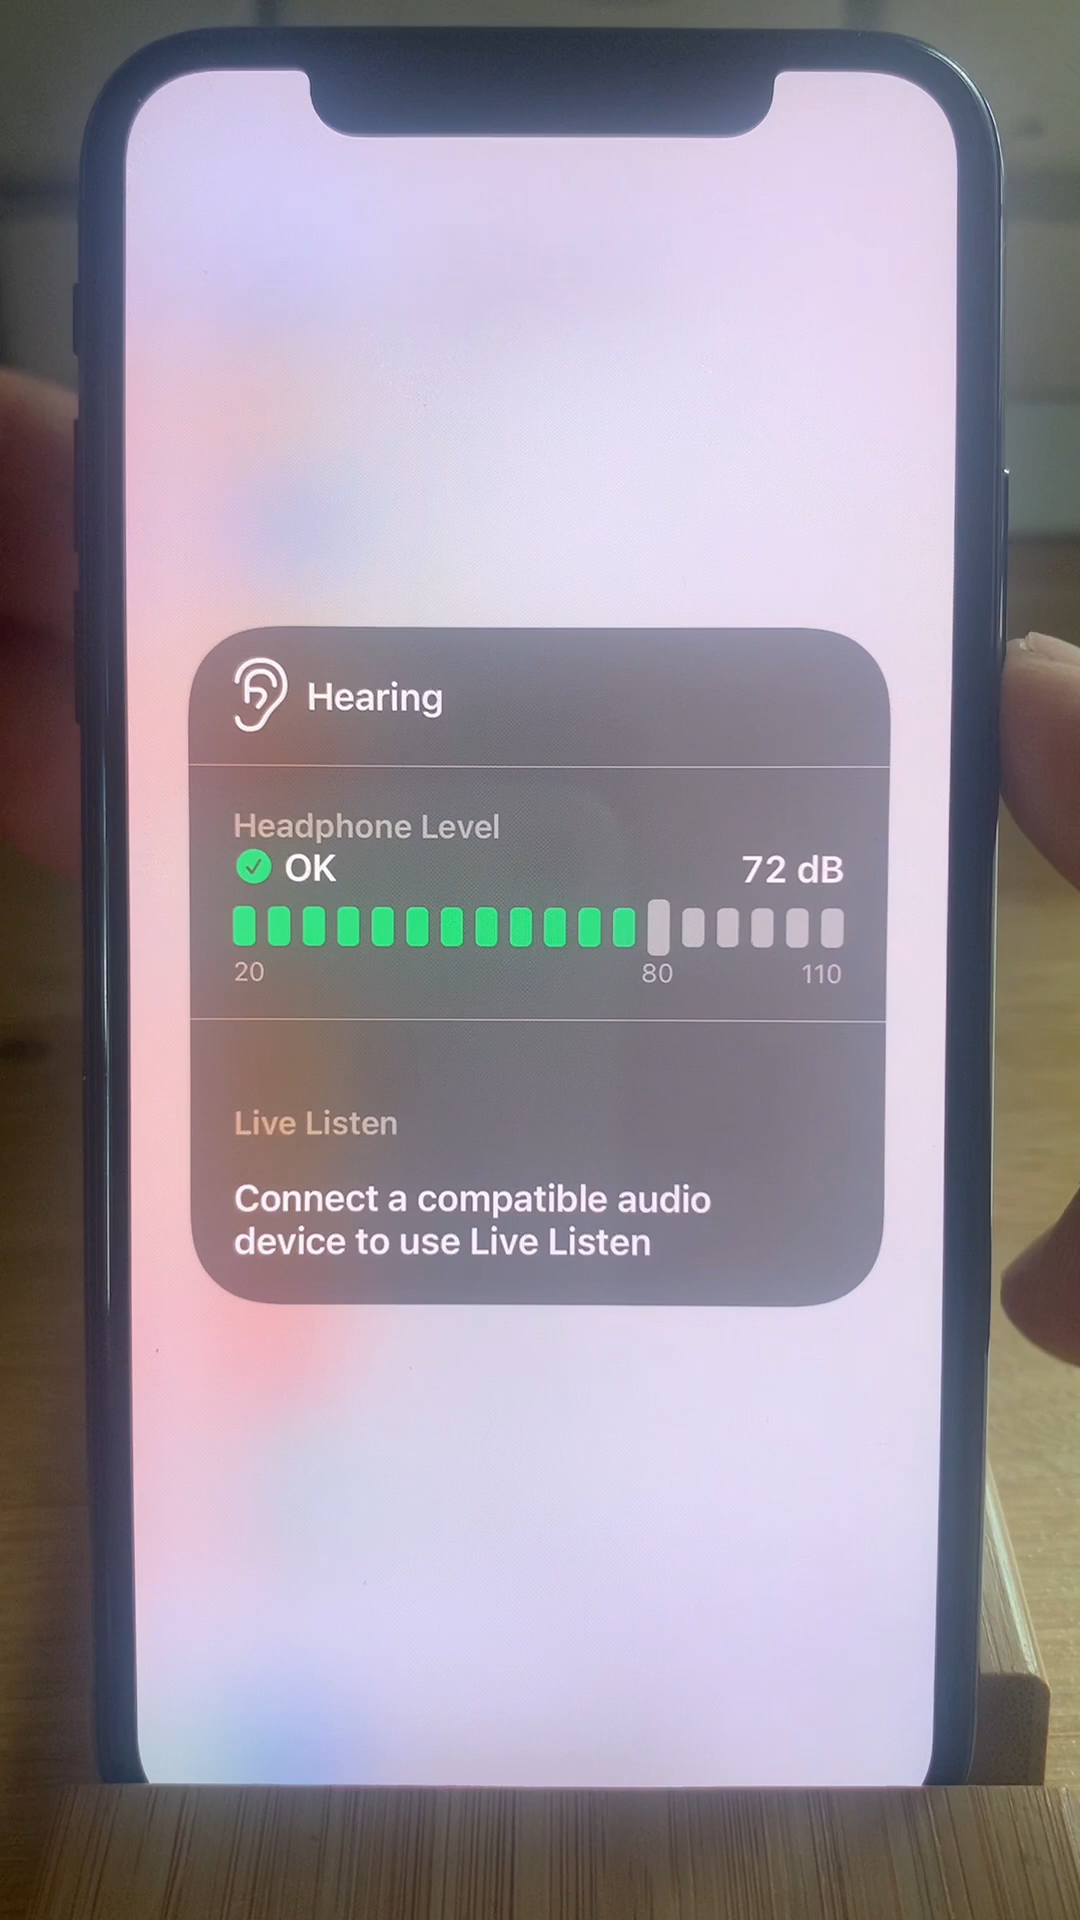 Hearing
Headphone Level
OK 72 dB
20 80 110
Live Listen
Connect a compatible audio
device to use Live Listen